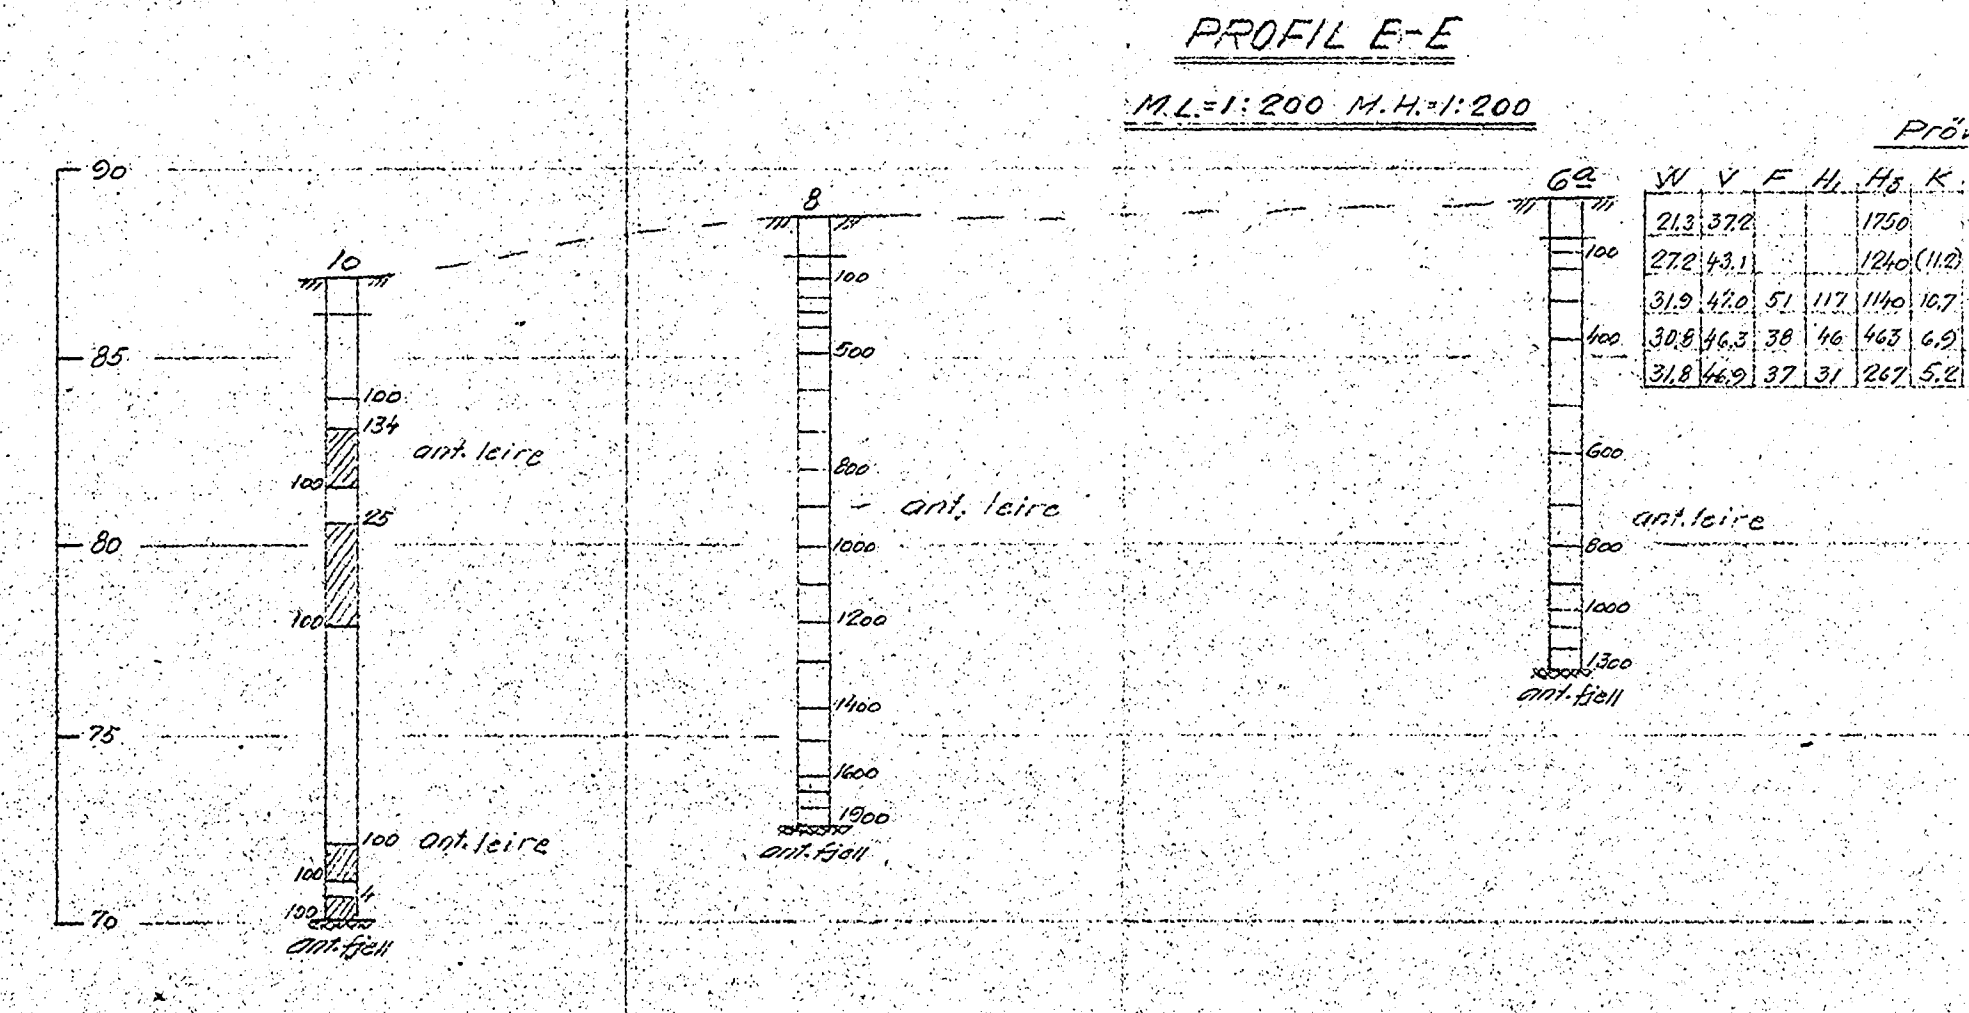 PROFIL E-E
M.L.=1:200 M.H.=1:200
90
85
80
75
70
10
100
134
ant. leire
100
25
100
100
ant. leire
100
4
100
ant. fjell
8
100
500
800
ant. leire
1000
1200
1400
1600
1900
ant. fjell
6a
100
400
600
ant. leire
800
1000
1300
ant. fjell
W V F H1 H3 K
21.3 37.2 1750
27.2 43.1 1240 (11.2)
31.9 47.0 51 117 1140 10.7
30.8 46.3 38 46 463 6.9
31.8 46.9 37 31 267 5.2